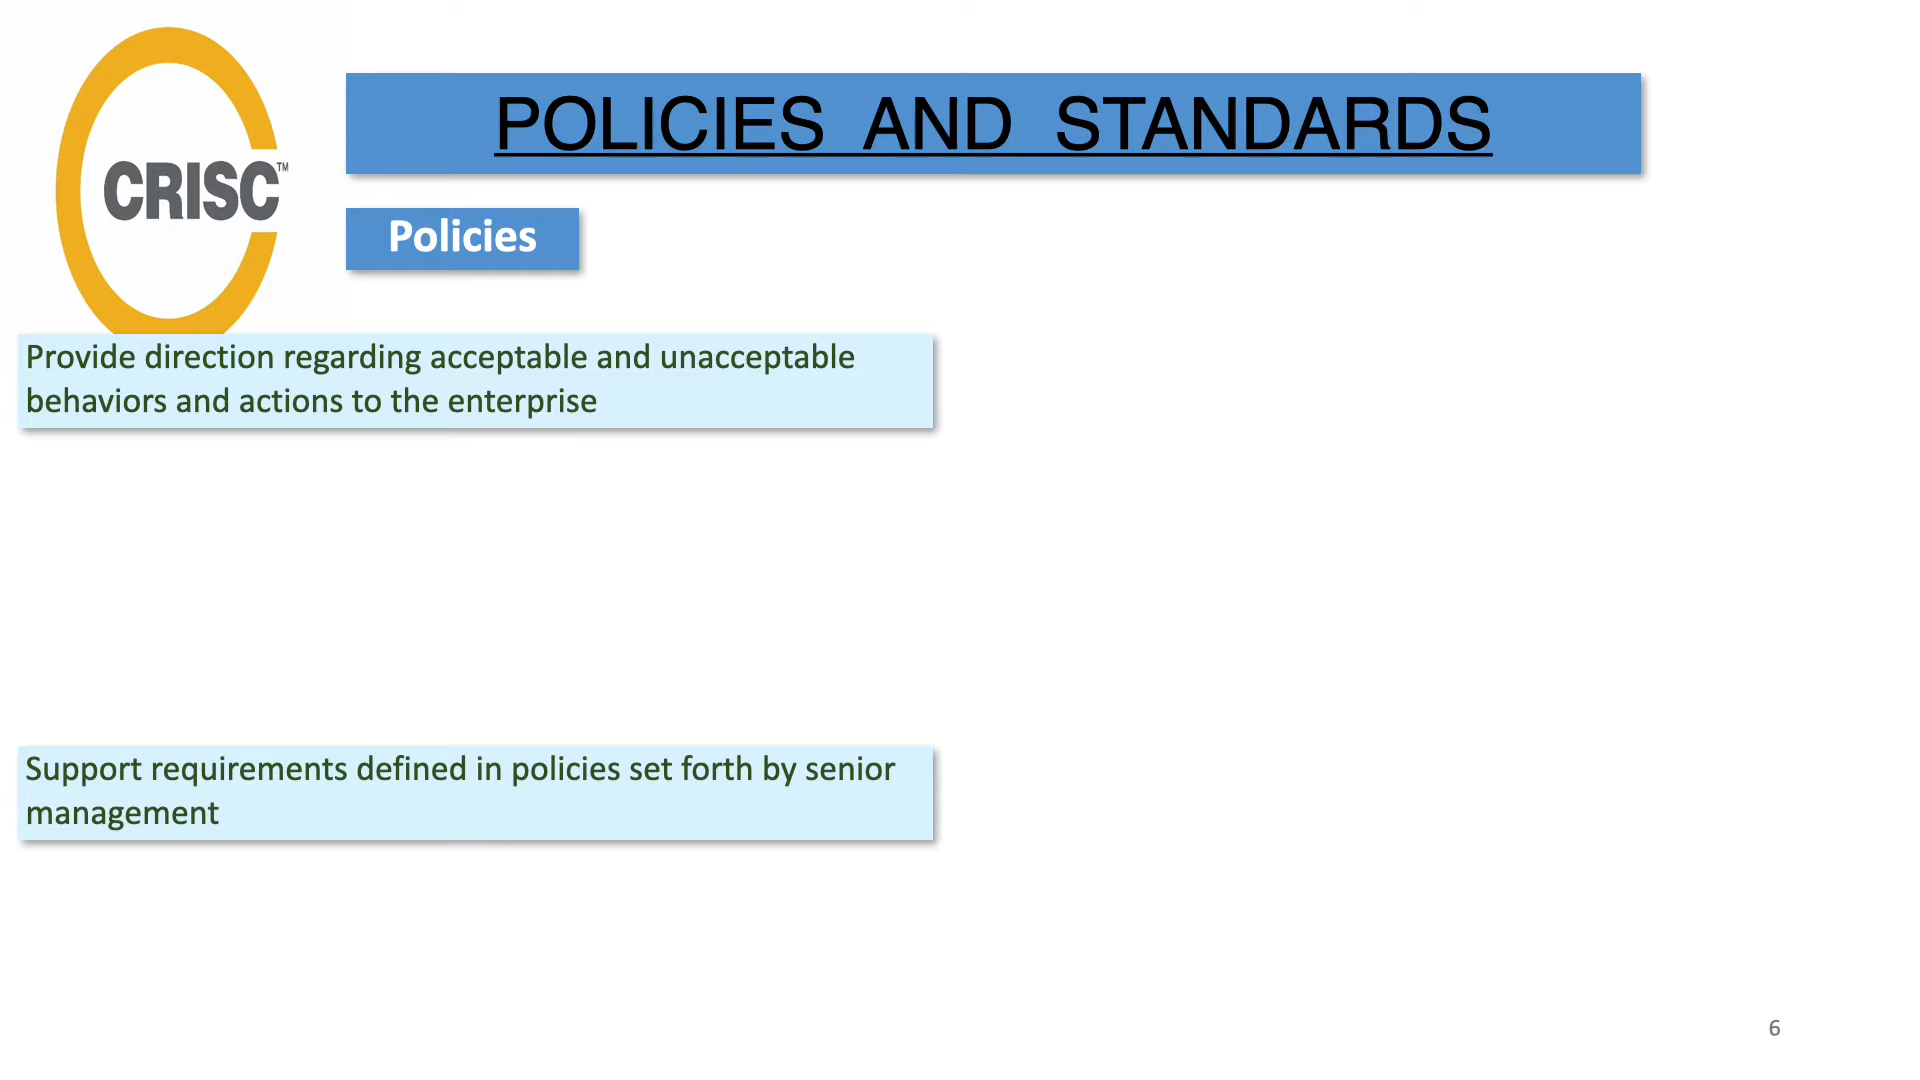 CRISC™
POLICIES AND STANDARDS
Policies
Provide direction regarding acceptable and unacceptable
behaviors and actions to the enterprise
Support requirements defined in policies set forth by senior
management
6